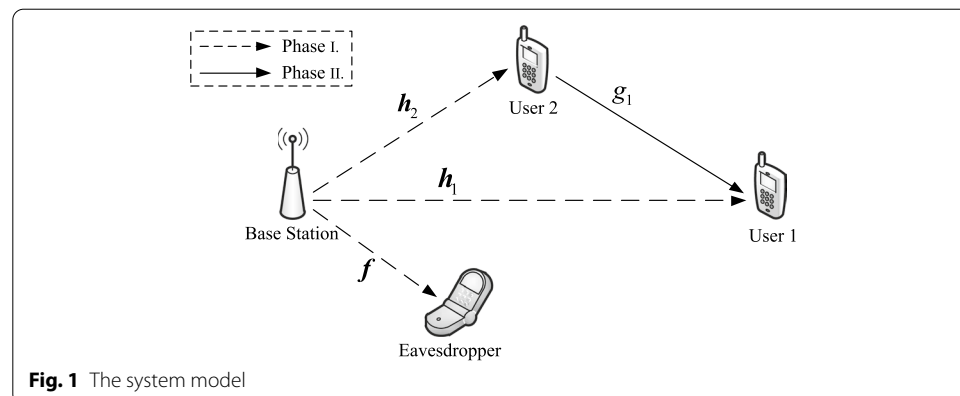 Phase I.
Phase II.
User 2
h₂
g₁
h₁
Base Station
User 1
f
Eavesdropper
Fig. 1 The system model